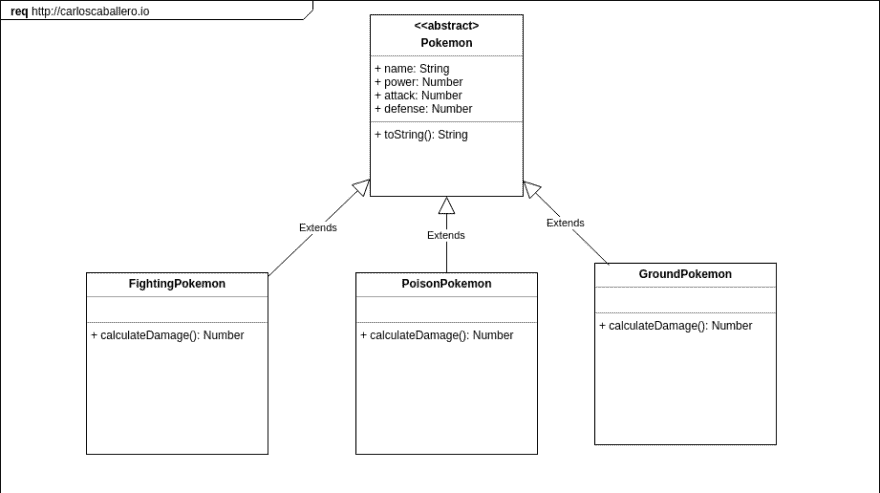 req http://carloscaballero.io
<<abstract>
Pokemon
+ name: String
+ power: Number
+ attack: Number
+ defense: Number
+ toString(): String
Extends
Extends
Extends
FightingPokemon
+ calculateDamage(): Number
PoisonPokemon
+ calculateDamage(): Number
GroundPokemon
+ calculateDamage(): Number